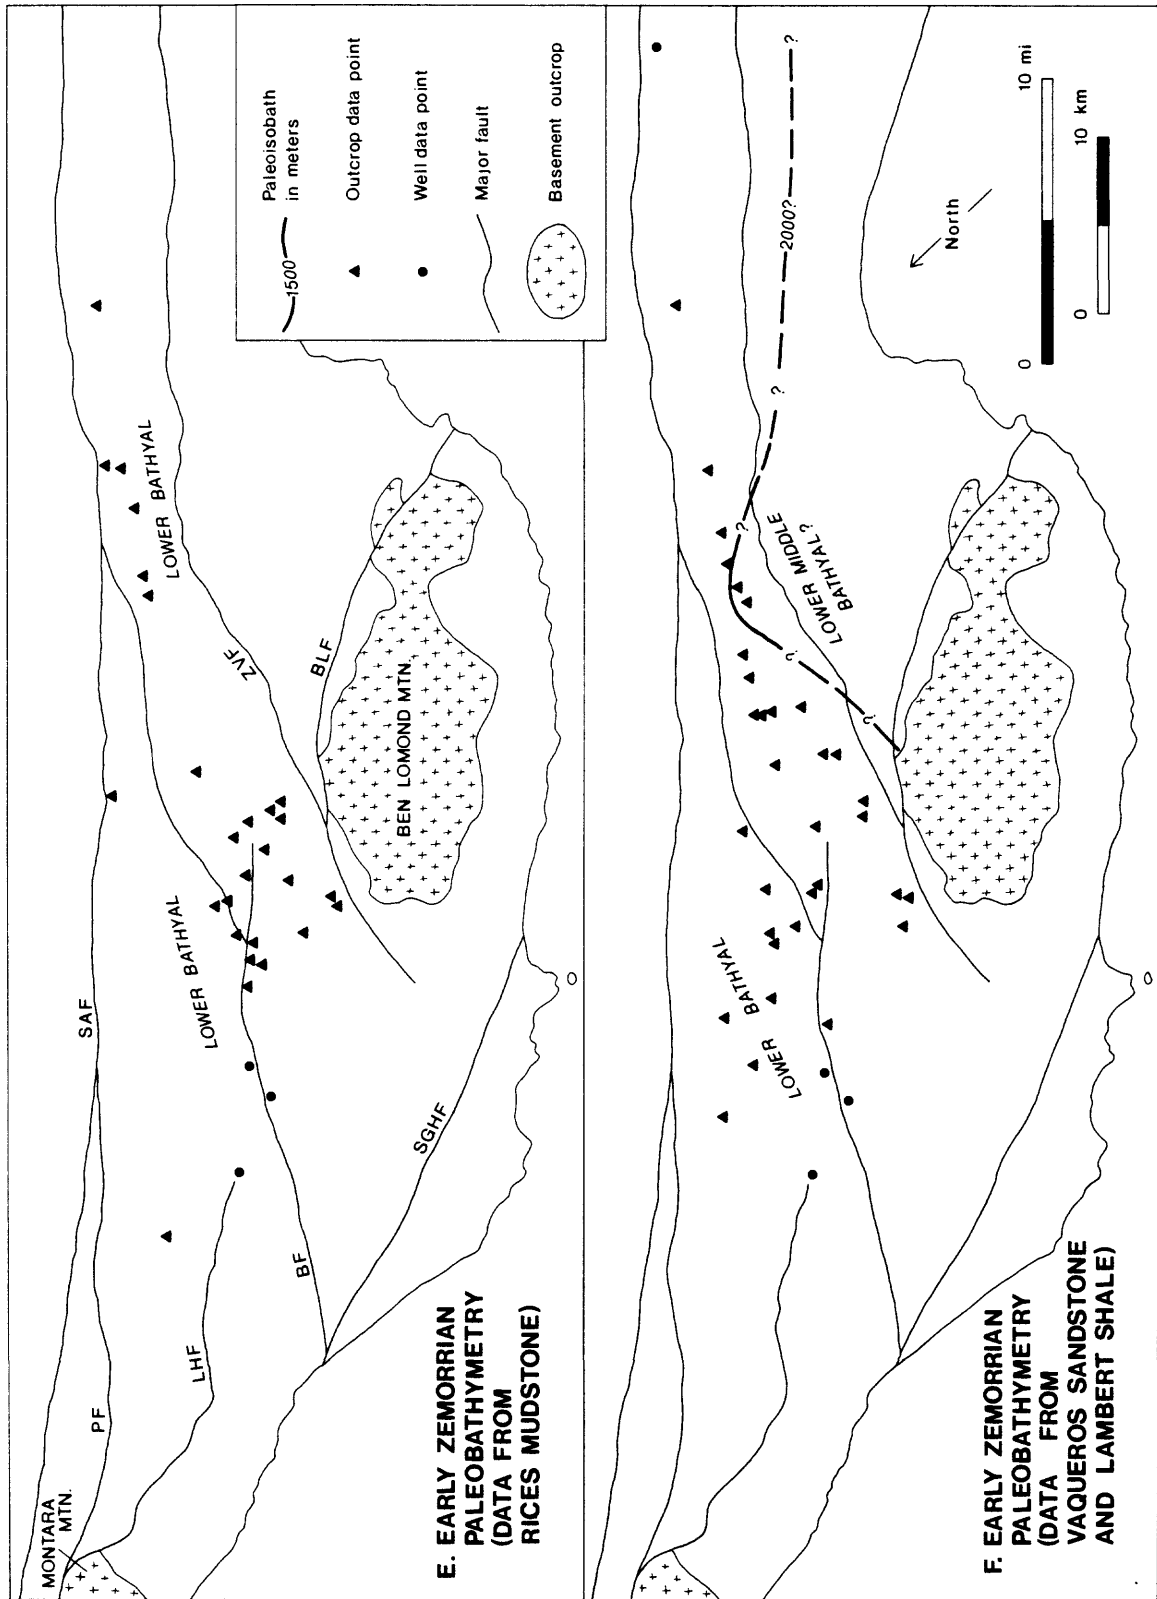 MONTARA
MTN.
PF
SAF
LHF
BF
SGHF
ZVF
BLF
LOWER BATHYAL
LOWER BATHYAL
BEN LOMOND MTN.
E. EARLY ZEMORRIAN
PALEOBATHYMETRY
(DATA FROM
RICES MUDSTONE)
1500
Paleoisobath
in meters
Outcrop data point
Well data point
Major fault
Basement outcrop
LOWER BATHYAL
LOWER MIDDLE
BATHYAL?
?
?
?
?
2000?
?
North
0
10 mi
0
10 km
F. EARLY ZEMORRIAN
PALEOBATHYMETRY
(DATA FROM
VAQUEROS SANDSTONE
AND LAMBERT SHALE)